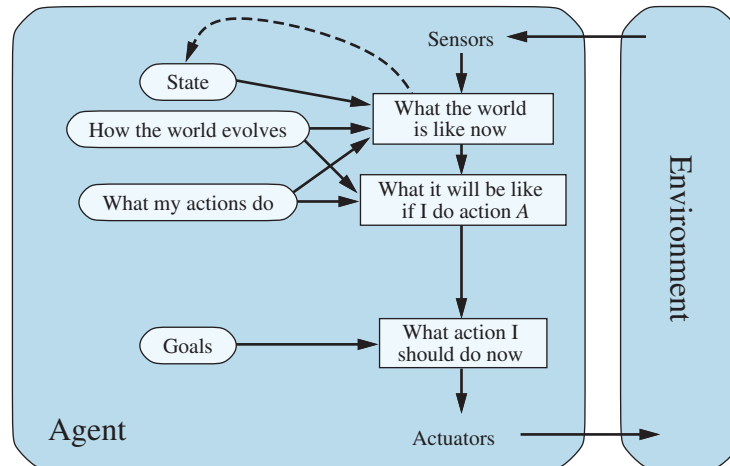 Sensors
State
What the world
is like now
How the world evolves
What my actions do
What it will be like
if I do action A
Goals
What action I
should do now
Agent
Actuators
Environment